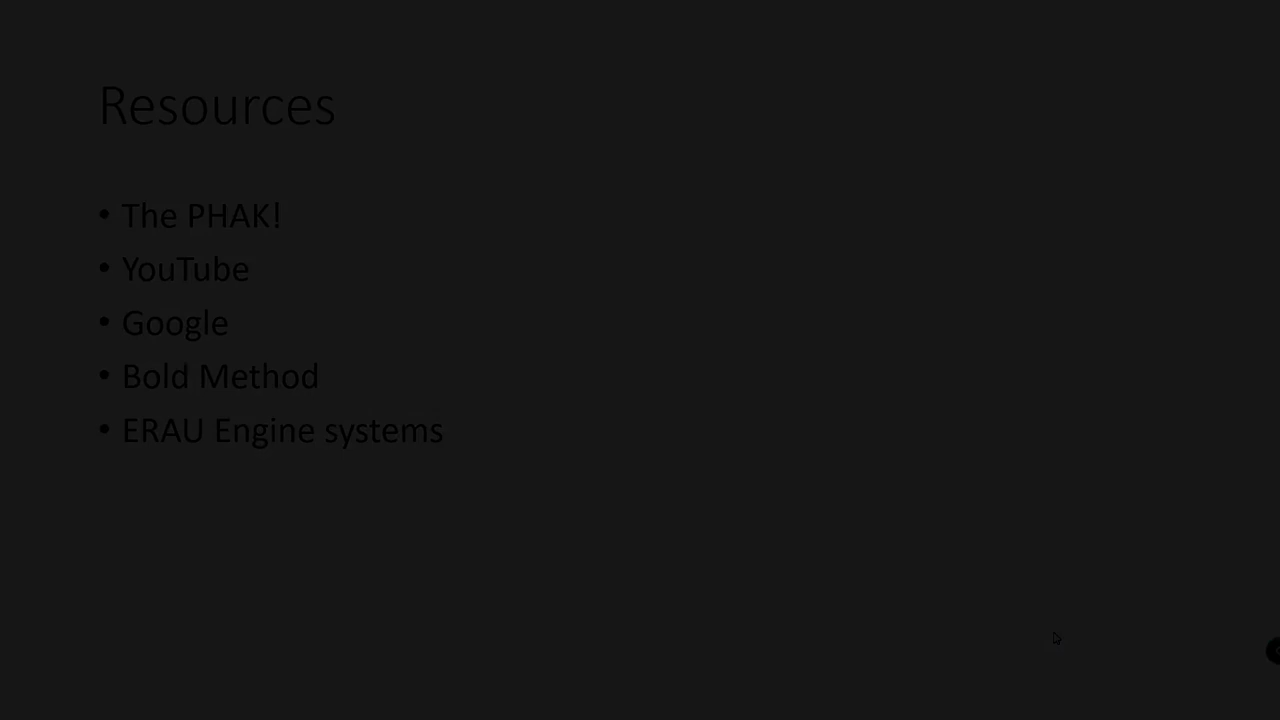 Resources
• The PHAK!
• YouTube
• Google
• Bold Method
• ERAU Engine systems